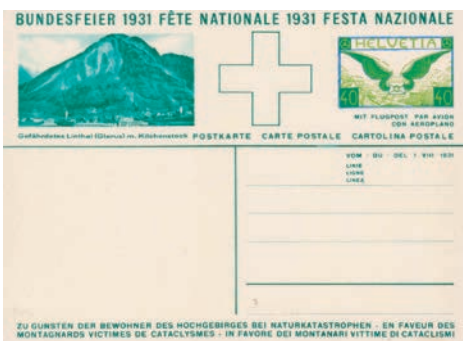 BUNDESFEIER 1931 FÊTE NATIONALE 1931 FESTA NAZIONALE
HELVETIA
40 40
MIT FLUGPOST PAR AVION
CON AEROPLANO
Gefährdetes Linthal (Glarus) m. Kilchenstock POSTKARTE CARTE POSTALE CARTOLINA POSTALE
VOM - DU - DEL 1 VIII 1931
LINIE
LIGNE
LINEA
ZU GUNSTEN DER BEWOHNER DES HOCHGEBIRGES BEI NATURKATASTROPHEN - EN FAVEUR DES
MONTAGNARDS VICTIMES DE CATACLYSMES - IN FAVORE DEI MONTANARI VITTIME DI CATACLISMI